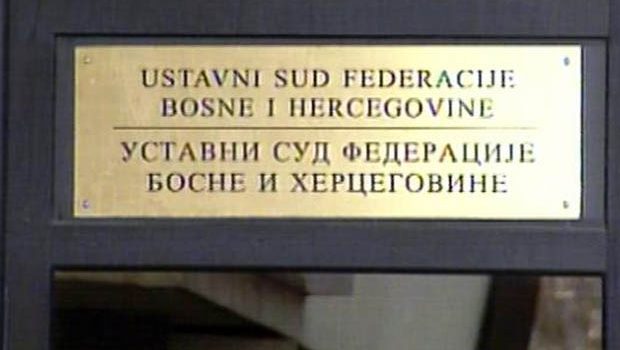 USTAVNI SUD FEDERACIJE
BOSNE I HERCEGOVINE
УСТАВНИ СУД ФЕДЕРАЦИЈЕ
БОСНЕ И ХЕРЦЕГОВИНЕ